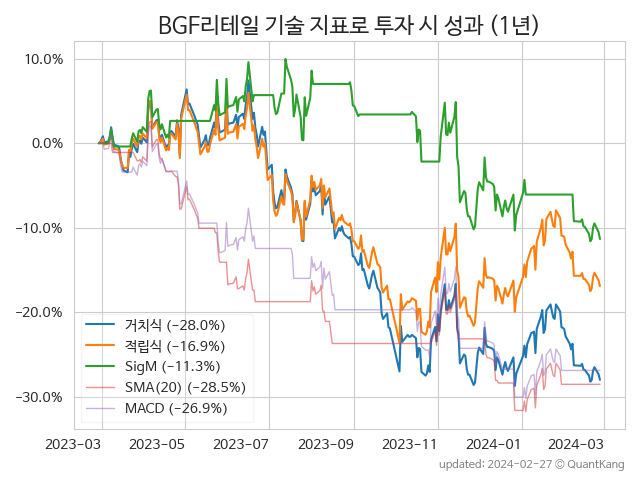 BGF리테일 기술 지표로 투자 시 성과 (1년)
10.0%
0.0%
−10.0%
−20.0%
−30.0%
거치식 (−28.0%)
적립식 (−16.9%)
SigM (−11.3%)
SMA(20) (−28.5%)
MACD (−26.9%)
2023-03 2023-05 2023-07 2023-09 2023-11 2024-01 2024-03
updated: 2024-02-27 © QuantKang